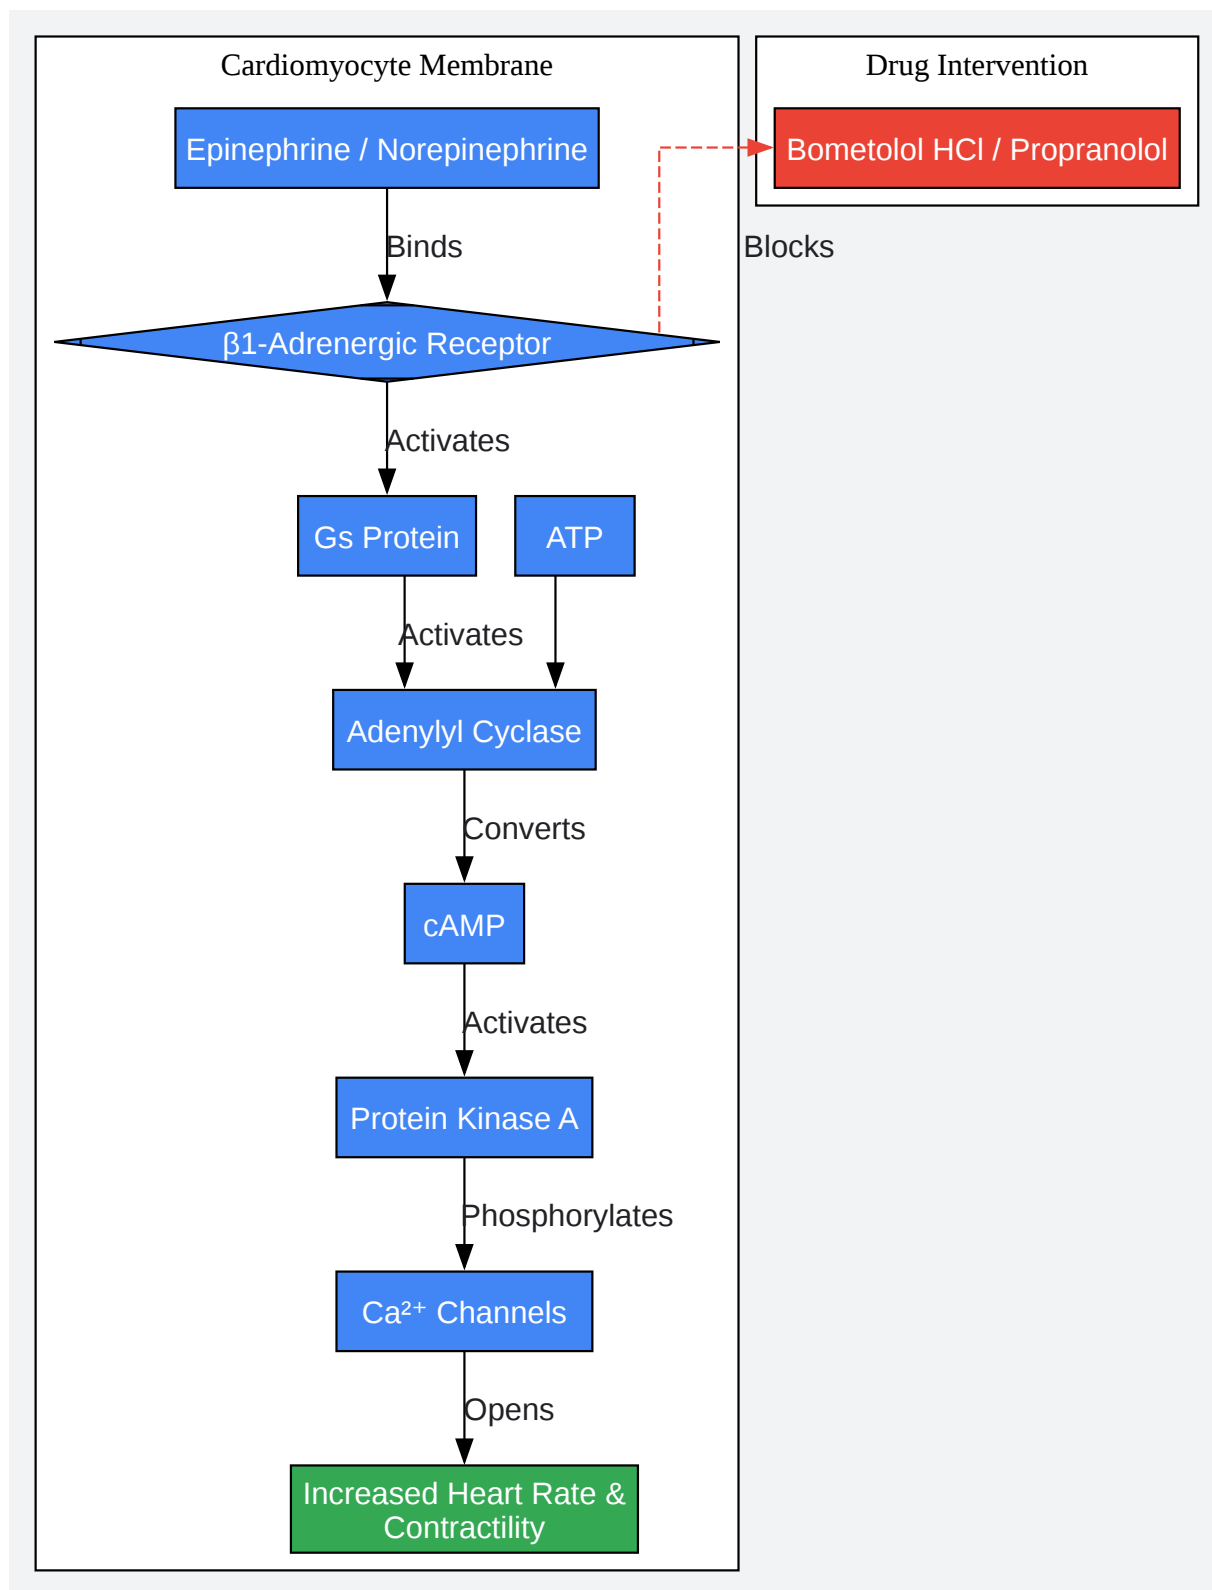 Cardiomyocyte Membrane
Drug Intervention
Epinephrine / Norepinephrine
Bometolol HCl / Propranolol
Binds
Blocks
β1-Adrenergic Receptor
Activates
Gs Protein
ATP
Activates
Adenylyl Cyclase
Converts
cAMP
Activates
Protein Kinase A
Phosphorylates
Ca²⁺ Channels
Opens
Increased Heart Rate &
Contractility